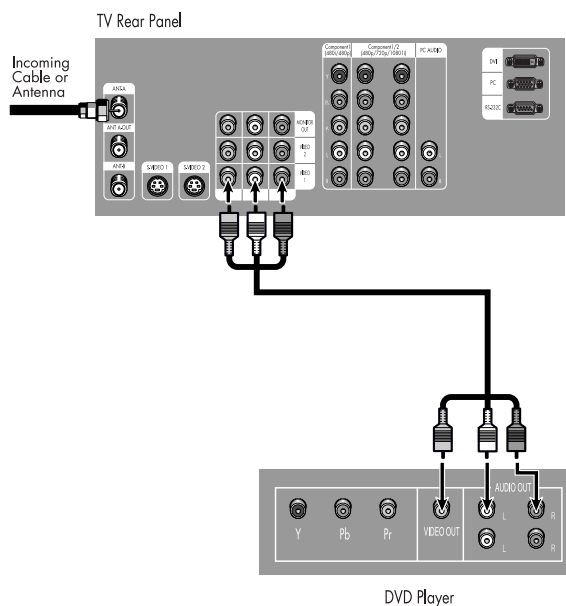 TV Rear Panel
Incoming
Cable or
Antenna
ANT-A
ANT A-OUT
ANT-B
S-VIDEO 1
S-VIDEO 2
MONITOR
OUT
VIDEO
2
VIDEO
1
Component1
(480i/480p)
Component1/2
(480p/720p/1080i)
PC AUDIO
DVI
PC
RS-232C
Y
Pb
Pr
VIDEO OUT
AUDIO OUT
L
R
L
R
DVD Player